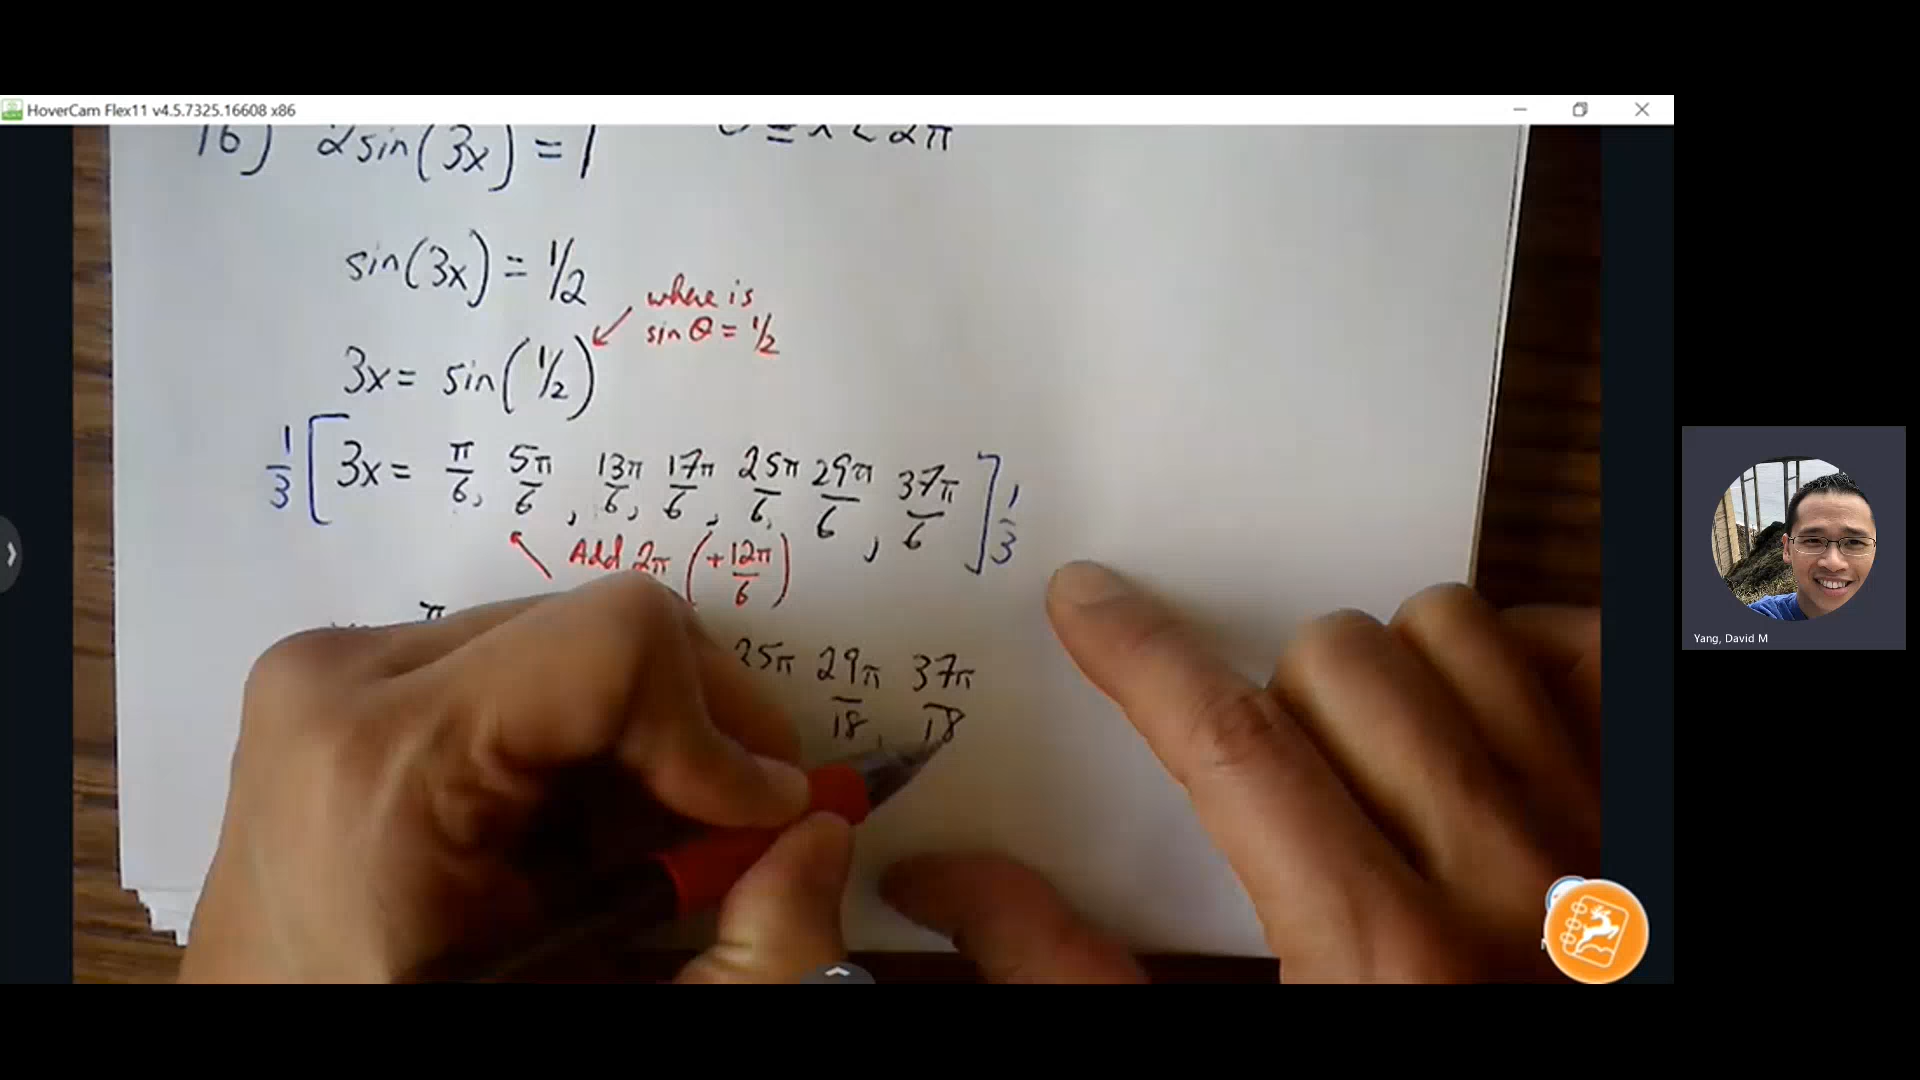 HoverCam Flex11 v4.5.7325.16608 x86
16) 2sin(3x) = 1 0 ≤ x < 2π
sin(3x) = 1/2
where is
sin θ = 1/2
3x = sin(1/2)
1/3 [ 3x = π/6, 5π/6, 13π/6, 17π/6, 25π/6, 29π/6, 37π/6 ] 1/3
Add 2π (+12π/6)
π 25π 29π/18, 37π/18
Yang, David M